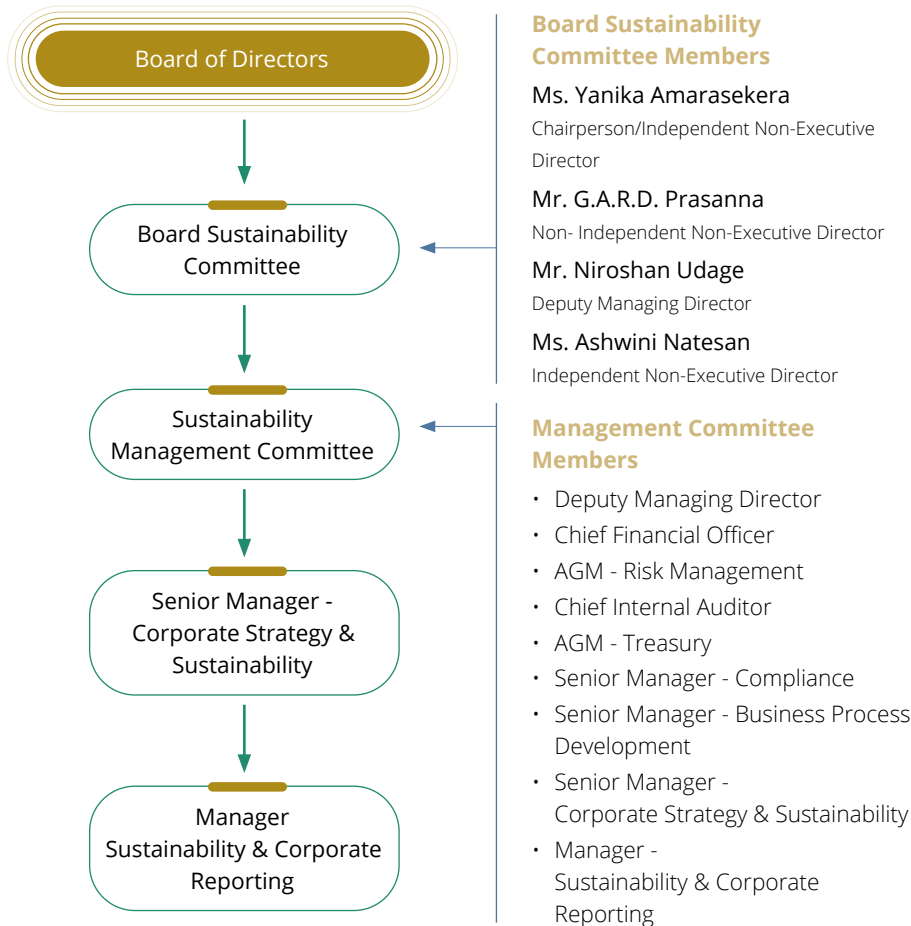 Board of Directors
Board Sustainability
Committee
Sustainability
Management Committee
Senior Manager -
Corporate Strategy &
Sustainability
Manager
Sustainability & Corporate
Reporting
Board Sustainability
Committee Members
Ms. Yanika Amarasekera
Chairperson/Independent Non-Executive
Director
Mr. G.A.R.D. Prasanna
Non- Independent Non-Executive Director
Mr. Niroshan Udage
Deputy Managing Director
Ms. Ashwini Natesan
Independent Non-Executive Director
Management Committee
Members
• Deputy Managing Director
• Chief Financial Officer
• AGM - Risk Management
• Chief Internal Auditor
• AGM - Treasury
• Senior Manager - Compliance
• Senior Manager - Business Process
Development
• Senior Manager -
Corporate Strategy & Sustainability
• Manager -
Sustainability & Corporate
Reporting